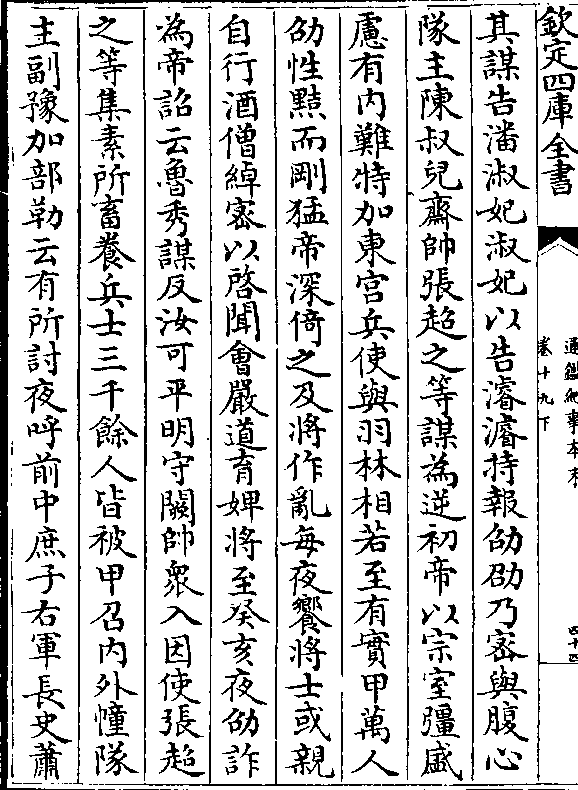 欽定四庫全書
通鑑紀事本末
卷十九下
四十四
其謀告潘淑妃淑妃以告濬濬持報劭劭乃密與腹心
隊主陳叔兒齋帥張超之等謀為逆初帝以宗室彊盛
慮有内難特加東宮兵使與羽林相若至有實甲萬人
劭性黠而剛猛帝深倚之及將作亂每夜饗將士或親
自行酒僧綽密以啓聞會嚴道育婢將至癸亥夜劭詐
為帝詔云魯秀謀反汝可平明守闕帥衆入因使張超
之等集素所畜養兵士三千餘人皆被甲召内外幢隊
主副豫加部勒云有所討夜呼前中庶子右軍長史蕭